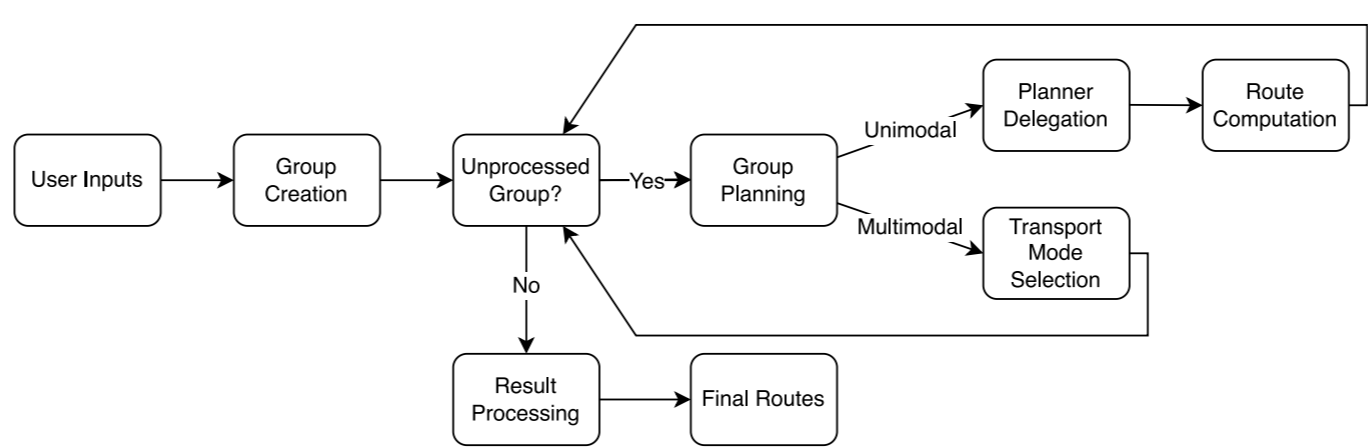 User Inputs
Group
Creation
Unprocessed
Group?
Yes
Group
Planning
Unimodal
Planner
Delegation
Route
Computation
Multimodal
Transport
Mode
Selection
No
Result
Processing
Final Routes